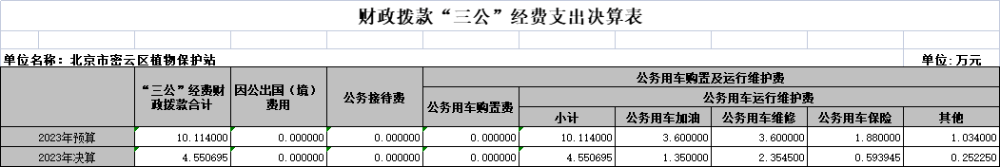 财政拨款“三公”经费支出决算表
单位名称：北京市密云区植物保护站 单位:万元
“三公”经费财政拨款合计 因公出国（境）费用 公务接待费 公务用车购置及运行维护费
公务用车购置费 公务用车运行维护费
小计 公务用车加油 公务用车维修 公务用车保险 其他
2023年预算 10.114000 0.000000 0.000000 0.000000 10.114000 3.600000 3.600000 1.880000 1.034000
2023年决算 4.550695 0.000000 0.000000 0.000000 4.550695 1.350000 2.354500 0.593945 0.252250